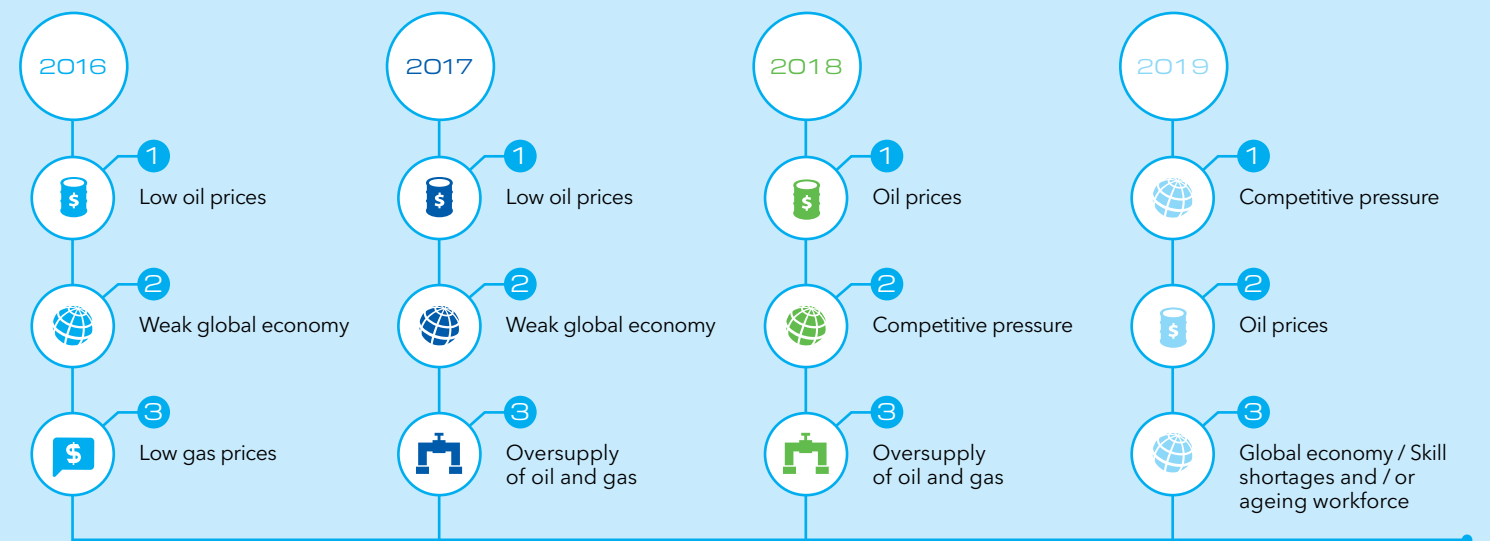 2016
1
Low oil prices
2
Weak global economy
$
3
Low gas prices
$
2017
1
Low oil prices
$
2
Weak global economy
3
Oversupply
of oil and gas
2018
1
Oil prices
$
2
Competitive pressure
3
Oversupply
of oil and gas
2019
1
Competitive pressure
2
Oil prices
$
3
Global economy / Skill
shortages and / or
ageing workforce